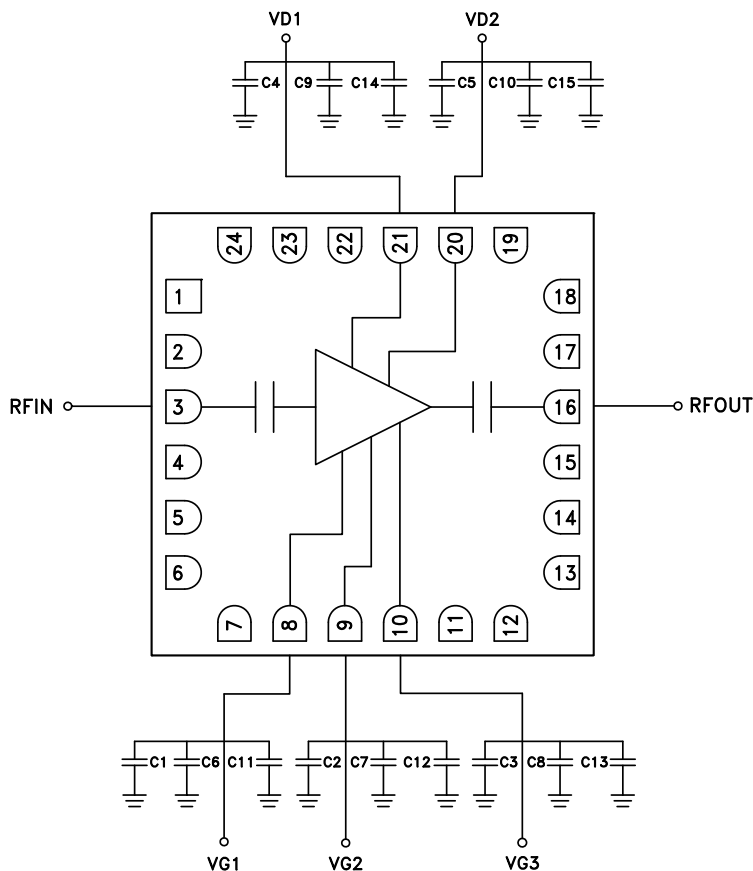 VD1 VD2
C4 C9 C14 C5 C10 C15
24 23 22 21 20 19
1 18
2 17
RFIN 3 16 RFOUT
4 15
5 14
6 13
7 8 9 10 11 12
C1 C6 C11 C2 C7 C12 C3 C8 C13
VG1 VG2 VG3